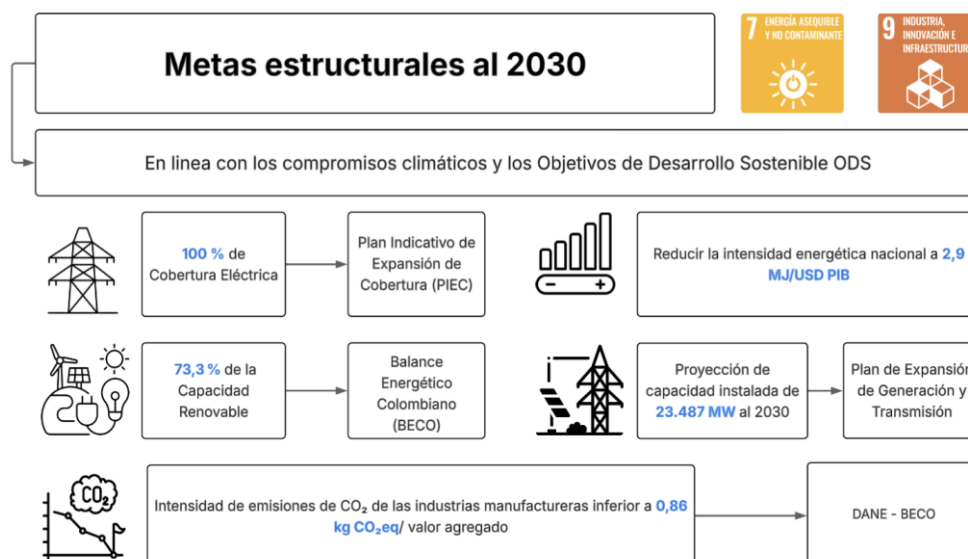 Metas estructurales al 2030
7 ENERGÍA ASEQUIBLE
Y NO CONTAMINANTE
9 INDUSTRIA,
INNOVACIÓN E
INFRAESTRUCTUR
En linea con los compromisos climáticos y los Objetivos de Desarrollo Sostenible ODS
100 % de
Cobertura Eléctrica
Plan Indicativo de
Expansión de
Cobertura (PIEC)
Reducir la intensidad energética nacional a 2,9
MJ/USD PIB
73,3 % de la
Capacidad
Renovable
Balance
Energético
Colombiano
(BECO)
Proyección de
capacidad instalada de
23.487 MW al 2030
Plan de Expansión
de Generación y
Transmisión
CO₂
Intensidad de emisiones de CO₂ de las industrias manufactureras inferior a 0,86
kg CO₂eq/ valor agregado
DANE - BECO